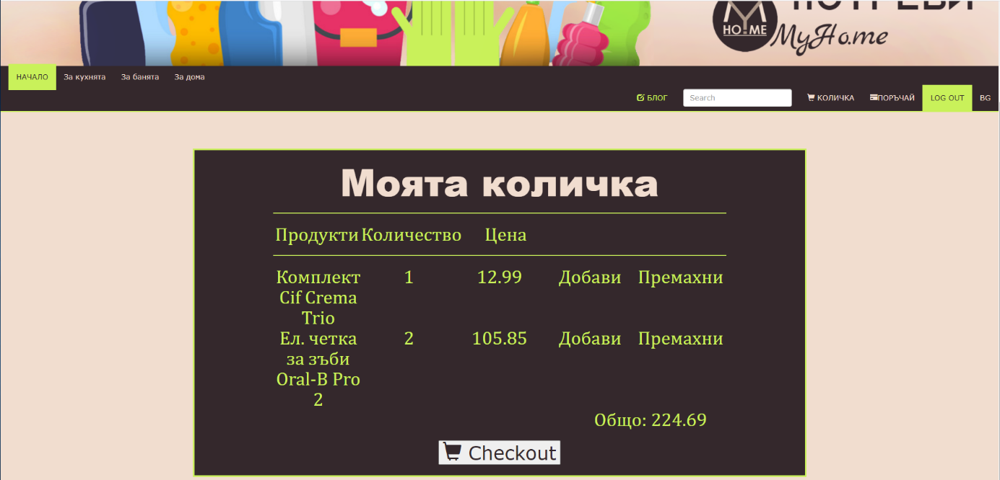 HO ME
MyHo.me
НАЧАЛО За кухнята За банята За дома
БЛОГ Search КОЛИЧКА ПОРЪЧАЙ LOG OUT BG
Моята количка
Продукти Количество Цена
Комплект 1 12.99 Добави Премахни
Cif Crema
Trio
Ел. четка 2 105.85 Добави Премахни
за зъби
Oral-B Pro
2
Общо: 224.69
Checkout